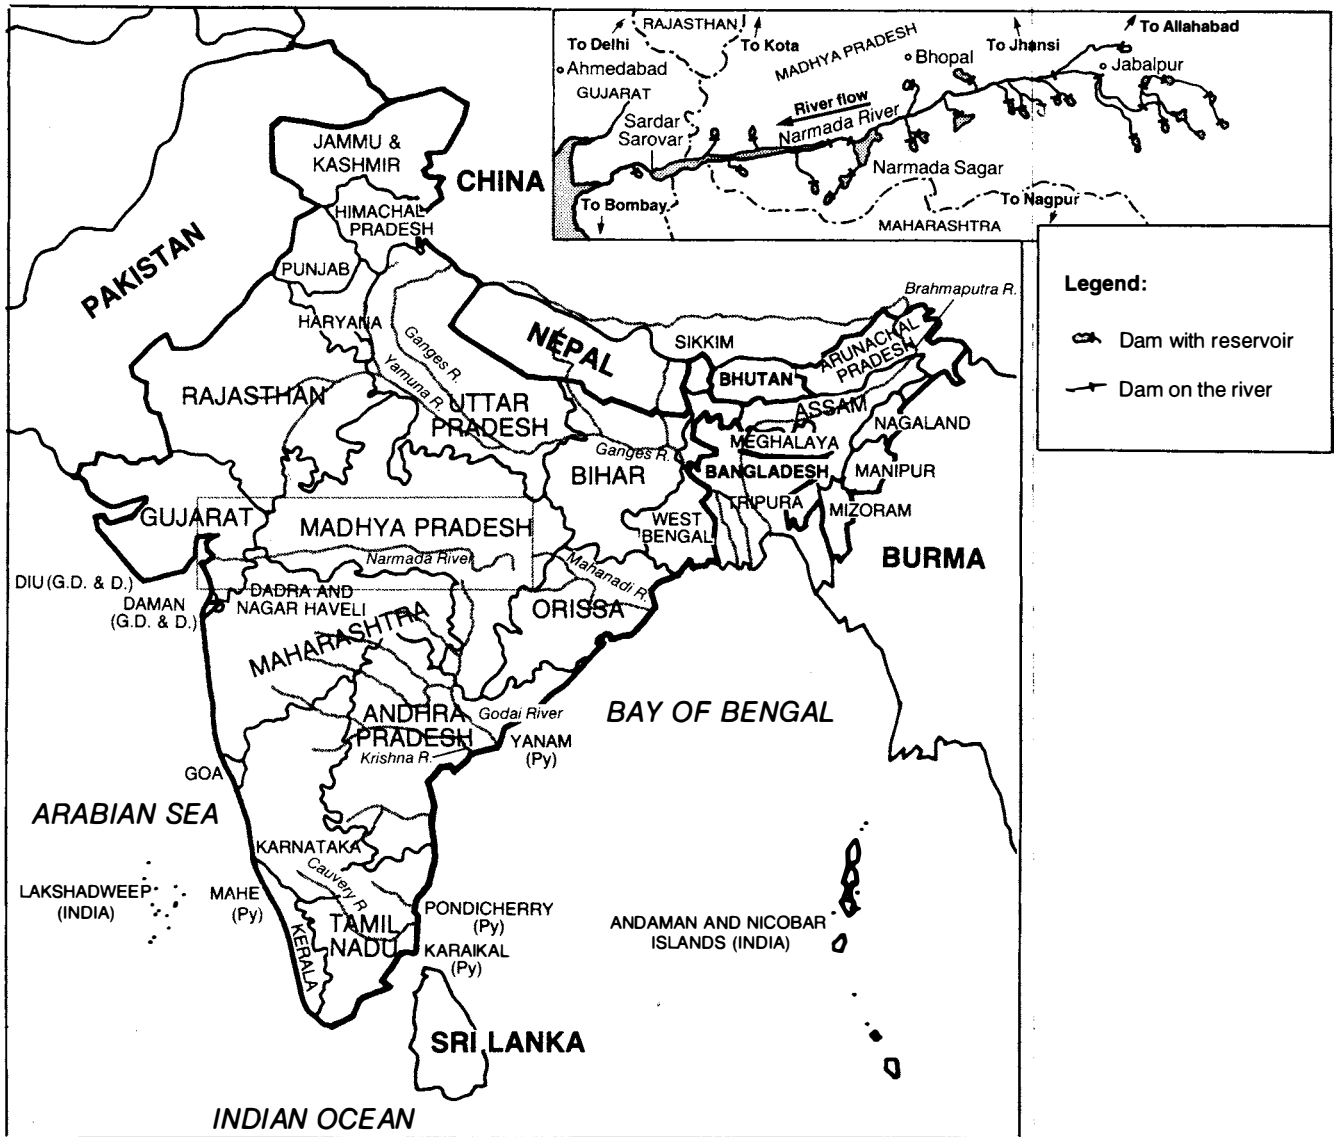 RAJASTHAN
To Delhi
To Kota
MADHYA PRADESH
To Jhansi
To Allahabad
Ahmedabad
Bhopal
Jabalpur
GUJARAT
River flow
Sardar
Sarovar
Narmada River
Narmada Sagar
To Bombay
To Nagpur
MAHARASHTRA
Legend:
Dam with reservoir
Dam on the river
JAMMU &
KASHMIR
CHINA
HIMACHAL
PRADESH
PAKISTAN
PUNJAB
HARYANA
Ganges R.
Yamuna R.
NEPAL
SIKKIM
BHUTAN
Brahmaputra R.
ARUNACHAL
PRADESH
RAJASTHAN
UTTAR
PRADESH
ASSAM
NAGALAND
MEGHALAYA
Ganges R.
BIHAR
BANGLADESH
MANIPUR
TRIPURA
MIZORAM
WEST
BENGAL
GUJARAT
MADHYA PRADESH
Narmada River
BURMA
Mahanadi R.
DIU (G.D. & D.)
DAMAN
(G.D. & D.)
DADRA AND
NAGAR HAVELI
ORISSA
MAHARASHTRA
ANDHRA
PRADESH
Godai River
BAY OF BENGAL
YANAM
(Py)
Krishna R.
GOA
ARABIAN SEA
KARNATAKA
Cauvery R.
LAKSHADWEEP
(INDIA)
MAHE
(Py)
PONDICHERRY
(Py)
TAMIL
NADU
KERALA
KARAIKAL
(Py)
ANDAMAN AND NICOBAR
ISLANDS (INDIA)
SRI LANKA
INDIAN OCEAN